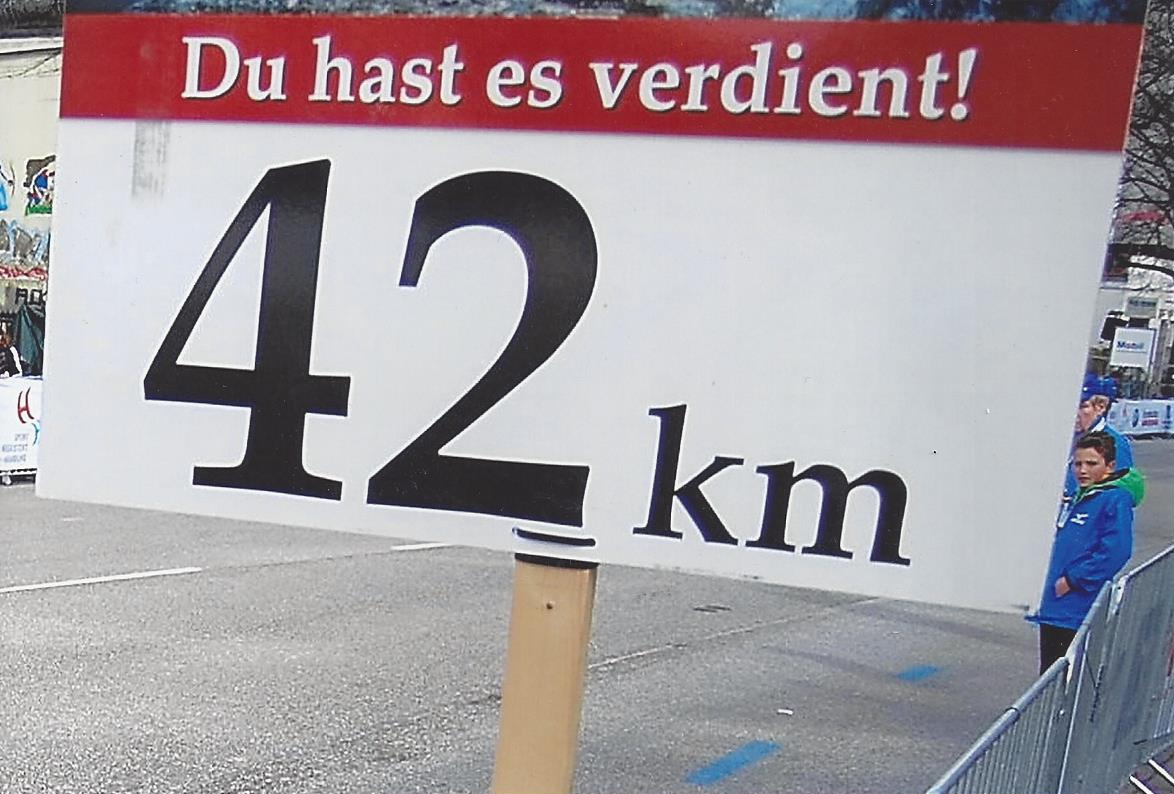 Du hast es verdient!
42 km
Mobil